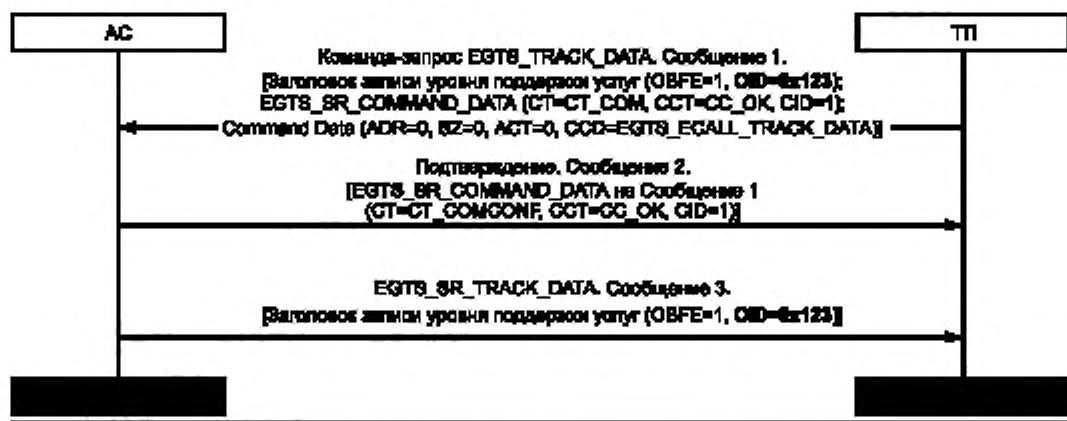 АС
ТП
Команда-запрос EGTS_TRACK_DATA. Сообщение 1.
[Заголовок записи уровня поддержки услуг (OBFE=1, OID=0x123);
EGTS_SR_COMMAND_DATA (CT=CT_COM, CCT=CC_OK, CID=1);
Command Data (ADR=0, SZ=0, ACT=0, CCD=EGTS_ECALL_TRACK_DATA)]
Подтверждение. Сообщение 2.
[EGTS_SR_COMMAND_DATA на Сообщение 1
(CT=CT_COMCONF, CCT=CC_OK, CID=1)]
EGTS_SR_TRACK_DATA. Сообщение 3.
[Заголовок записи уровня поддержки услуг (OBFE=1, OID=0x123]